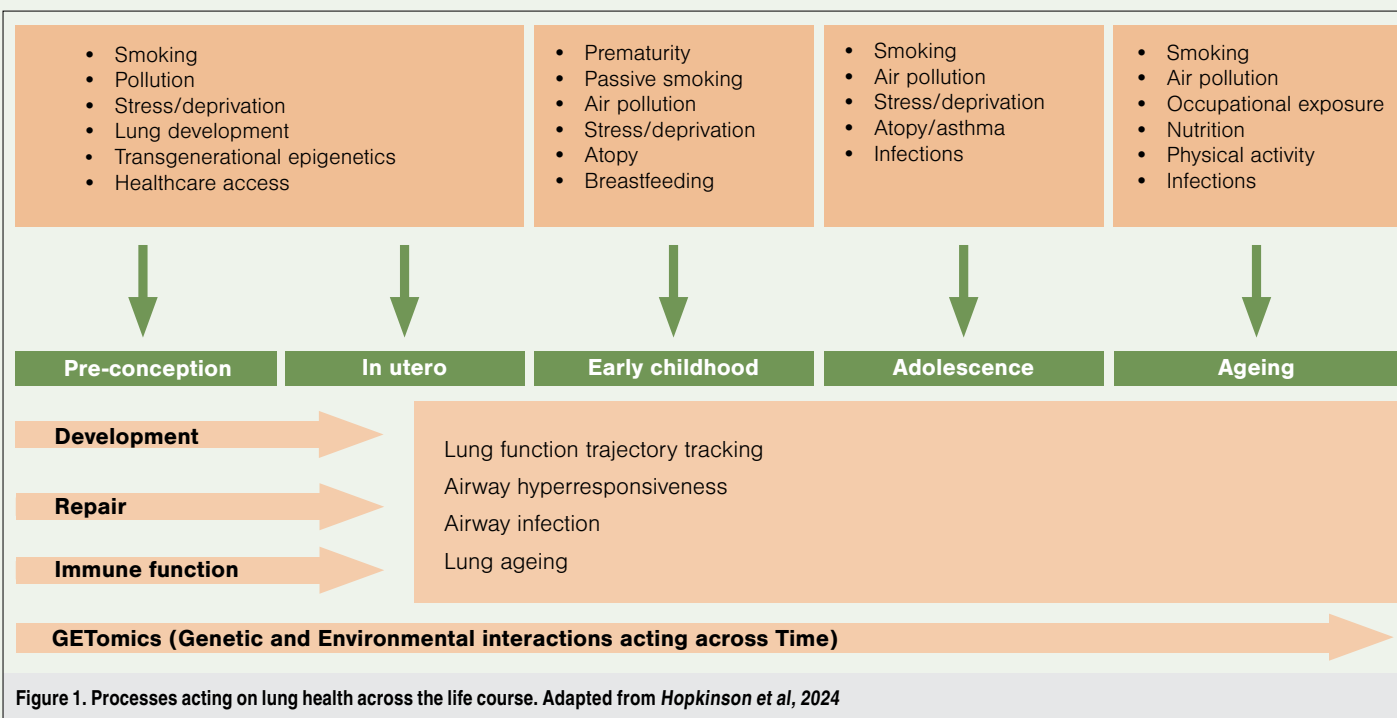 • Smoking
• Pollution
• Stress/deprivation
• Lung development
• Transgenerational epigenetics
• Healthcare access
• Prematurity
• Passive smoking
• Air pollution
• Stress/deprivation
• Atopy
• Breastfeeding
• Smoking
• Air pollution
• Stress/deprivation
• Atopy/asthma
• Infections
• Smoking
• Air pollution
• Occupational exposure
• Nutrition
• Physical activity
• Infections
Pre-conception
In utero
Early childhood
Adolescence
Ageing
Development
Repair
Immune function
Lung function trajectory tracking
Airway hyperresponsiveness
Airway infection
Lung ageing
GETomics (Genetic and Environmental interactions acting across Time)
Figure 1. Processes acting on lung health across the life course. Adapted from Hopkinson et al, 2024